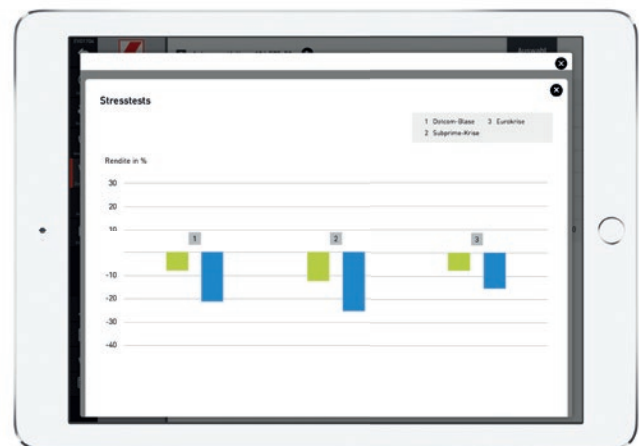 Stresstests
1 Dotcom-Blase 3 Eurokrise
2 Subprime-Krise
Rendite in %
30
20
10
1 2 3
-10
-20
-30
-40